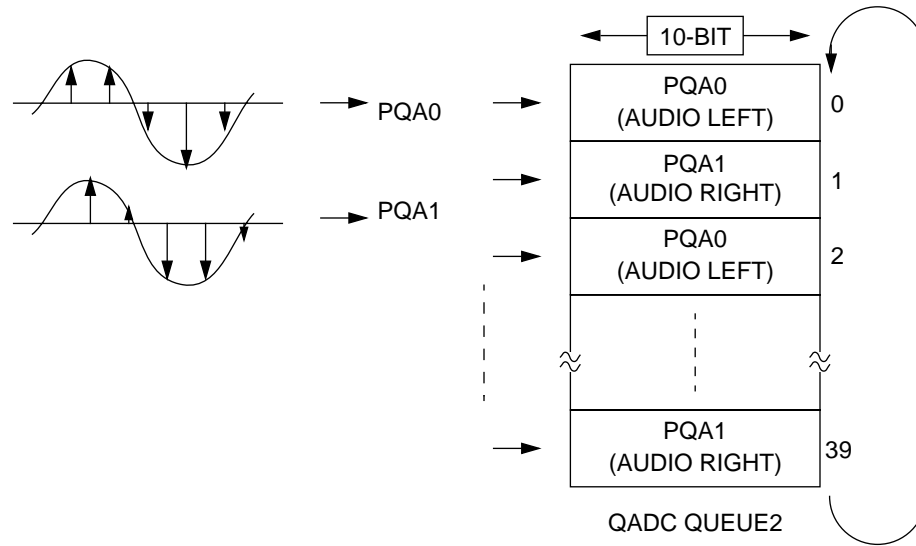 10-BIT
PQA0
PQA0
(AUDIO LEFT)
0
PQA1
PQA1
(AUDIO RIGHT)
1
PQA0
(AUDIO LEFT)
2
PQA1
(AUDIO RIGHT)
39
QADC QUEUE2